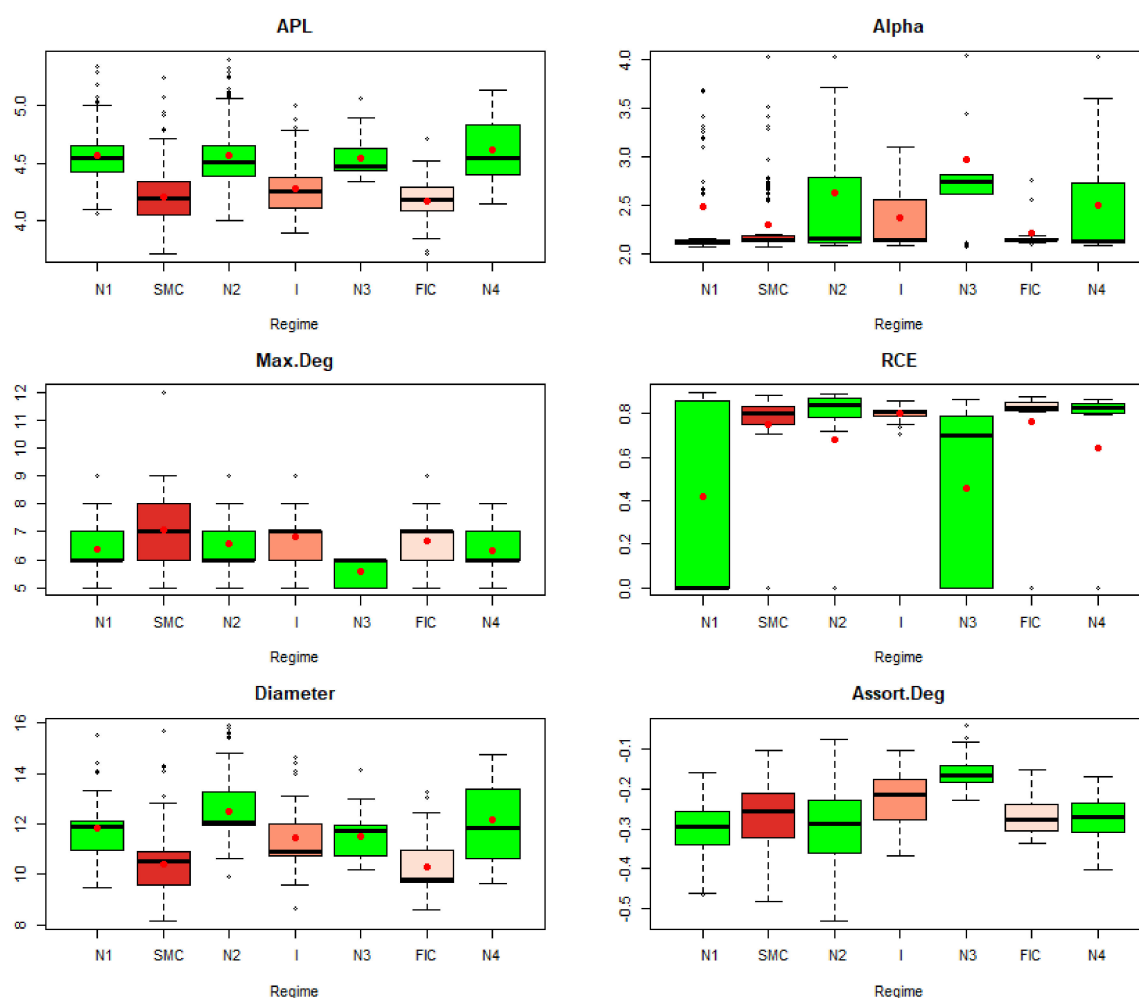 APL
4.0 4.5 5.0
N1 SMC N2 I N3 FIC N4
Regime
Alpha
2.0 2.5 3.0 3.5 4.0
N1 SMC N2 I N3 FIC N4
Regime
Max.Deg
5 6 7 8 9 10 11 12
N1 SMC N2 I N3 FIC N4
Regime
RCE
0.0 0.2 0.4 0.6 0.8
N1 SMC N2 I N3 FIC N4
Regime
Diameter
8 10 12 14 16
N1 SMC N2 I N3 FIC N4
Regime
Assort.Deg
-0.5 -0.4 -0.3 -0.2 -0.1
N1 SMC N2 I N3 FIC N4
Regime